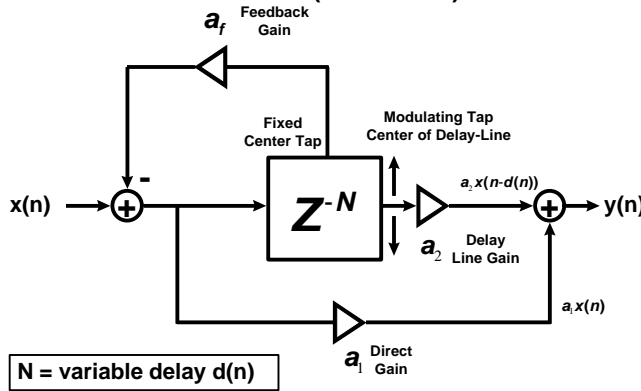 a_f Feedback
Gain
Fixed
Center Tap
Modulating Tap
Center of Delay-Line
-
x(n)
+
Z^-N
a_2 x(n-d(n))
+
y(n)
a_2 Delay
Line Gain
a_1 x(n)
a_1 Direct
Gain
N = variable delay d(n)